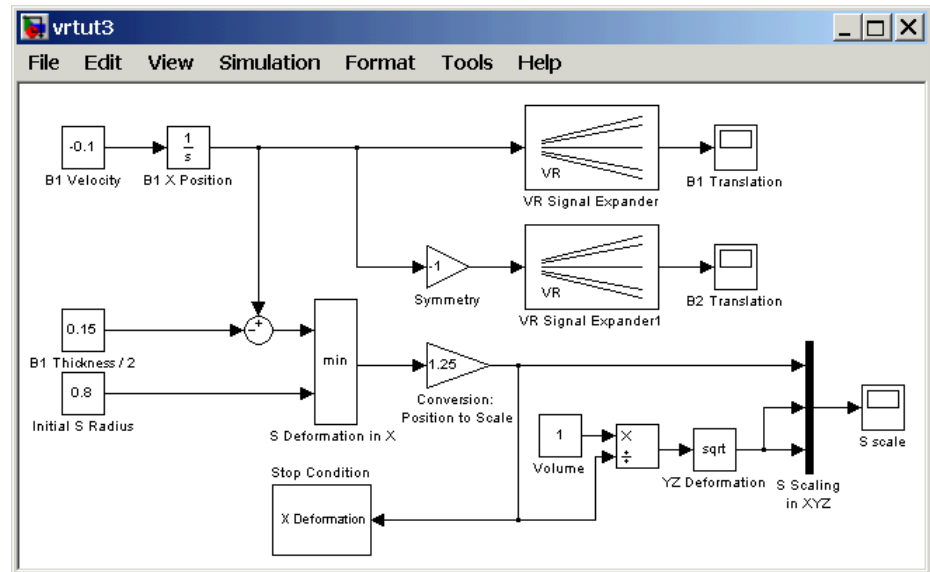 vrtut3
File Edit View Simulation Format Tools Help
-0.1
B1 Velocity
1
s
B1 X Position
VR
VR Signal Expander
B1 Translation
-1
Symmetry
VR
VR Signal Expander1
B2 Translation
0.15
B1 Thickness / 2
- +
0.8
Initial S Radius
min
S Deformation in X
1.25
Conversion:
Position to Scale
1
Volume
×
÷
sqrt
YZ Deformation
S Scaling
in XYZ
S scale
Stop Condition
X Deformation